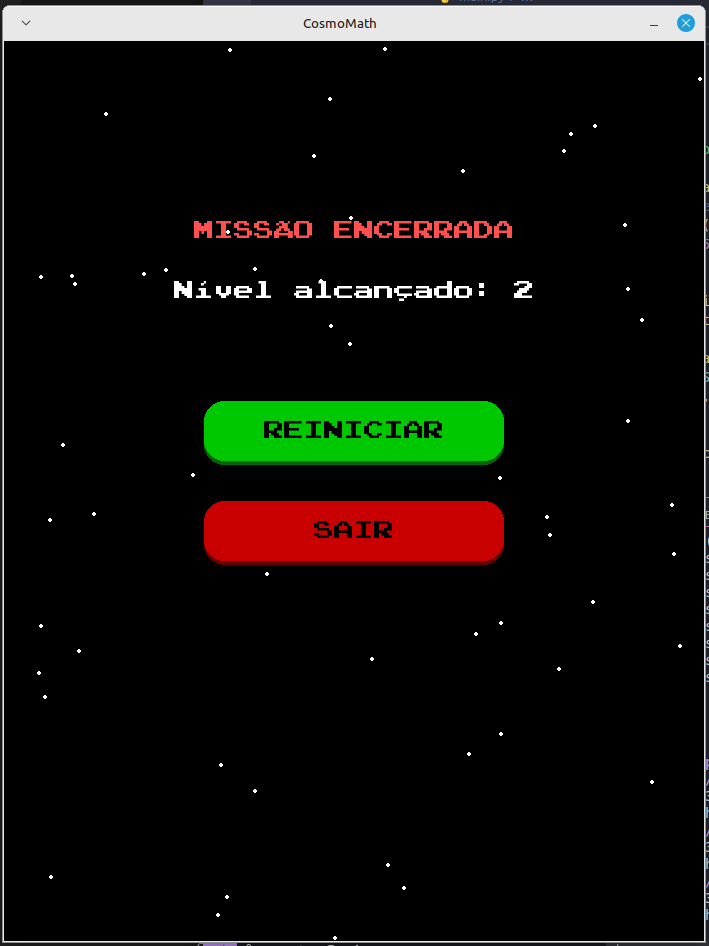 CosmoMath
MISSÃO ENCERRADA
Nível alcançado: 2
REINICIAR
SAIR